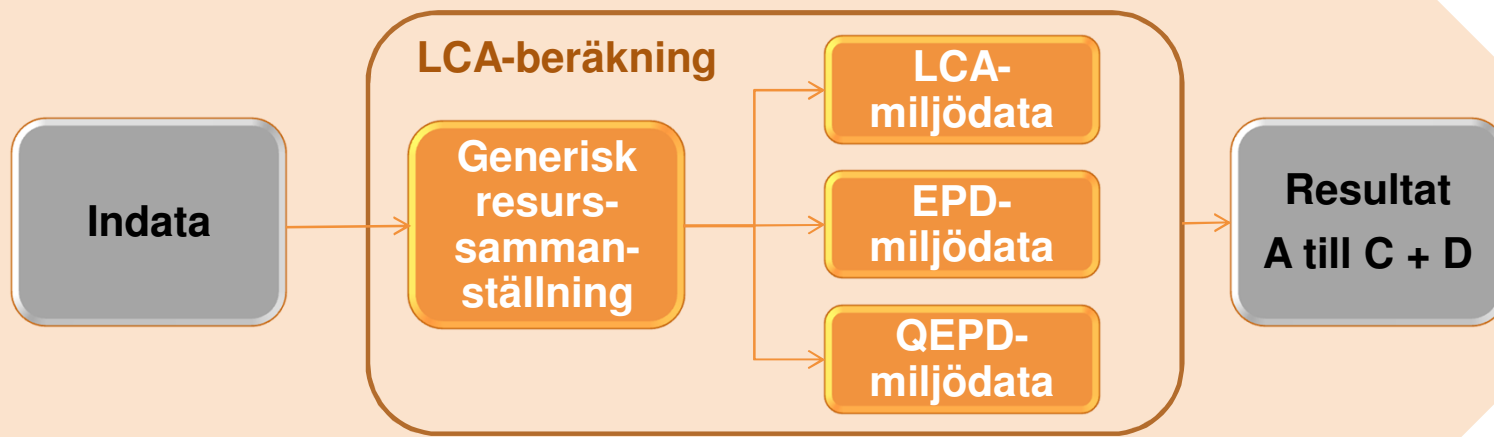 LCA-beräkning
Indata
Generisk
resurs-
samman-
ställning
LCA-
miljödata
EPD-
miljödata
QEPD-
miljödata
Resultat
A till C + D